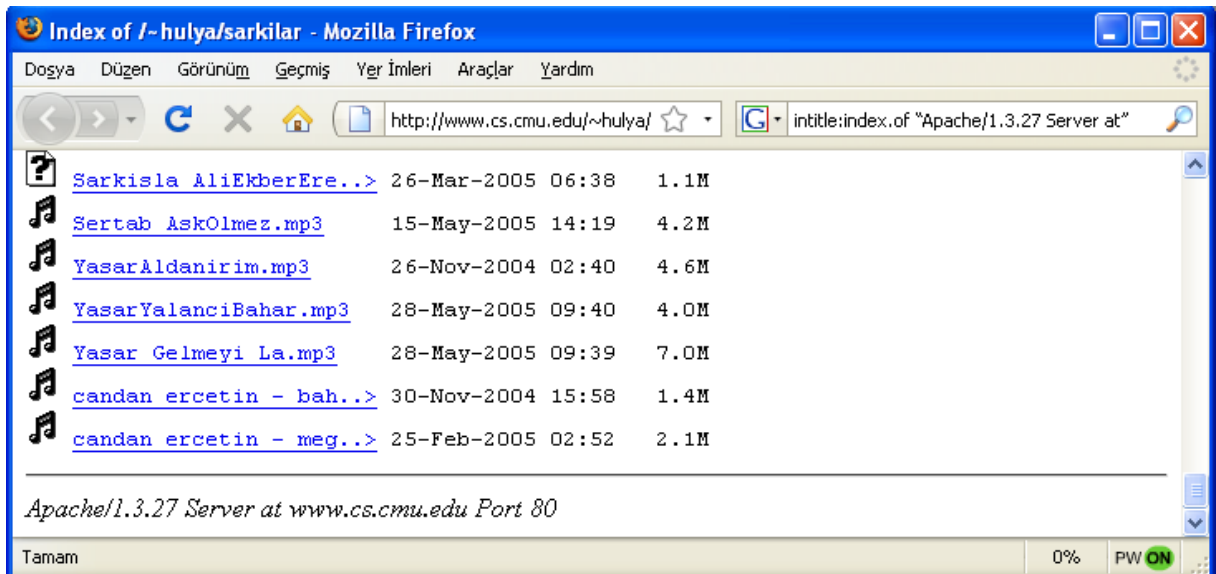 Index of /~hulya/sarkilar - Mozilla Firefox
Dosya Düzen Görünüm Geçmiş Yer İmleri Araçlar Yardım
http://www.cs.cmu.edu/~hulya/ G intitle:index.of “Apache/1.3.27 Server at”
Sarkisla AliEkberEre..> 26-Mar-2005 06:38 1.1M
Sertab AskOlmez.mp3 15-May-2005 14:19 4.2M
YasarAldanirim.mp3 26-Nov-2004 02:40 4.6M
YasarYalanciBahar.mp3 28-May-2005 09:40 4.0M
Yasar Gelmeyi La.mp3 28-May-2005 09:39 7.0M
candan ercetin - bah..> 30-Nov-2004 15:58 1.4M
candan ercetin - meg..> 25-Feb-2005 02:52 2.1M
Apache/1.3.27 Server at www.cs.cmu.edu Port 80
Tamam 0% PW ON